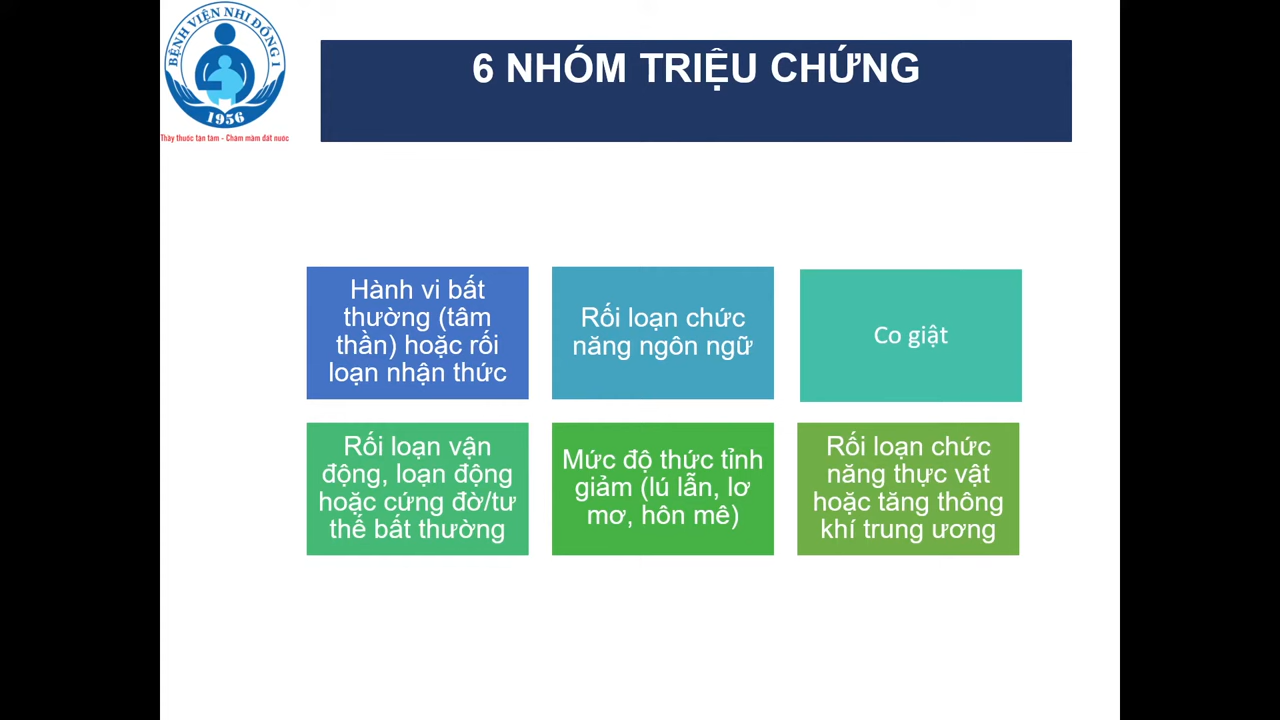 BỆNH VIỆN NHI ĐỒNG 1
1956
Thầy thuốc tận tâm - Chăm mầm đất nước
6 NHÓM TRIỆU CHỨNG
Hành vi bất
thường (tâm
thần) hoặc rối
loạn nhận thức
Rối loạn chức
năng ngôn ngữ
Co giật
Rối loạn vận
động, loạn động
hoặc cứng đờ/tư
thế bất thường
Mức độ thức tỉnh
giảm (lú lẫn, lơ
mơ, hôn mê)
Rối loạn chức
năng thực vật
hoặc tăng thông
khí trung ương